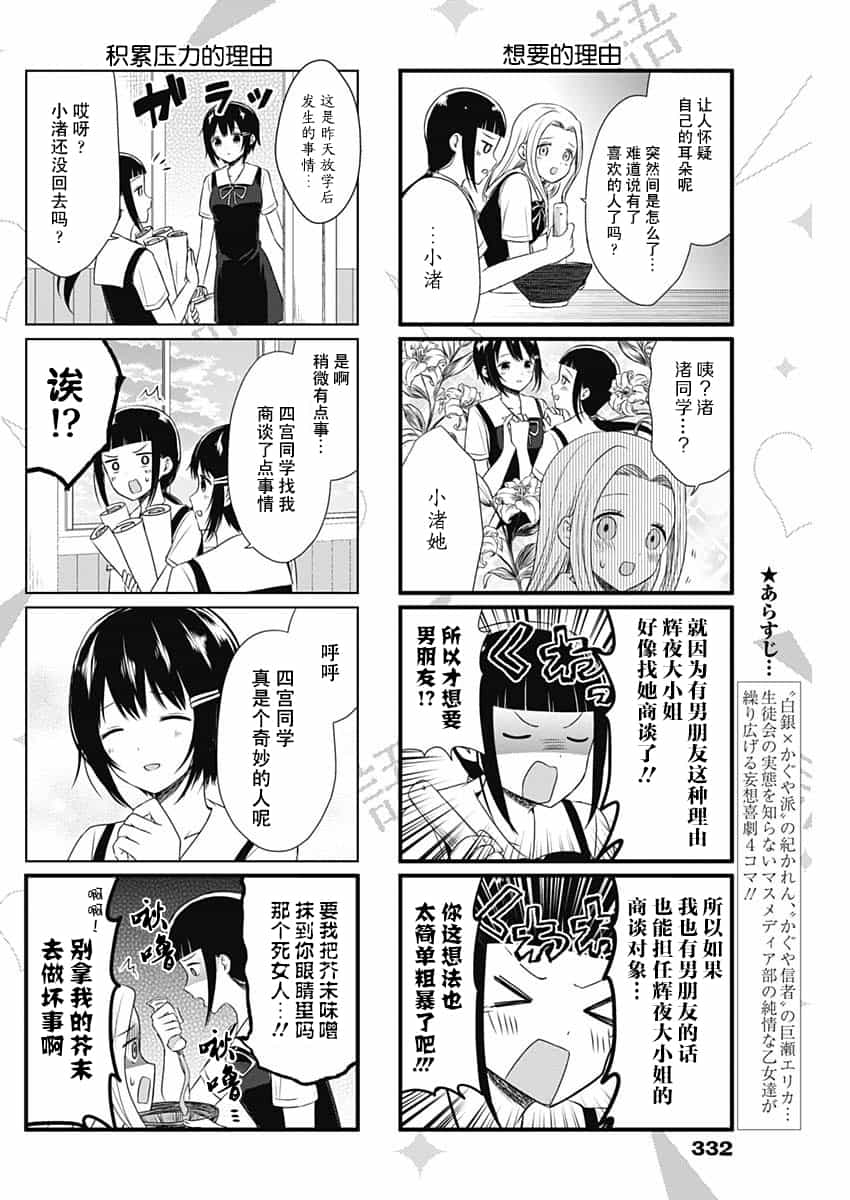 想要的理由
让人怀疑
自己的耳朵呢
突然间是怎么了…
难道说有了
喜欢的人了吗？
…小渚
咦？渚
渚同学…？
小渚她
就因为有男朋友这种理由
辉夜大小姐
好像找她商谈了!!
所以才想要
男朋友!?
くわっ
所以如果
我也有男朋友的话
也能担任辉夜大小姐的
商谈对象…
你这想法也
太简单粗暴了吧!!!
くわわっ
积累压力的理由
这是昨天放学后
发生的事情…
ガラッ
哎呀？
小渚还没回去吗？
是啊
稍微有点事…
四宫同学找我
商谈了点事情
诶!?
呼呼
四宫同学
真是个奇妙的人呢
要我把芥末味噌
抹到你眼睛里吗
那个死女人…!!
啾噜
啾噜
啊啊！
别拿我的芥末
去做坏事啊
★あらすじ…
〝白銀×かぐや派〟の紀かれん、〝かぐや信者〟の巨瀬エリカ…
生徒会の実態を知らないマスメディア部の純情な乙女達が
繰り広げる妄想喜劇4コマ!!
332
語
語